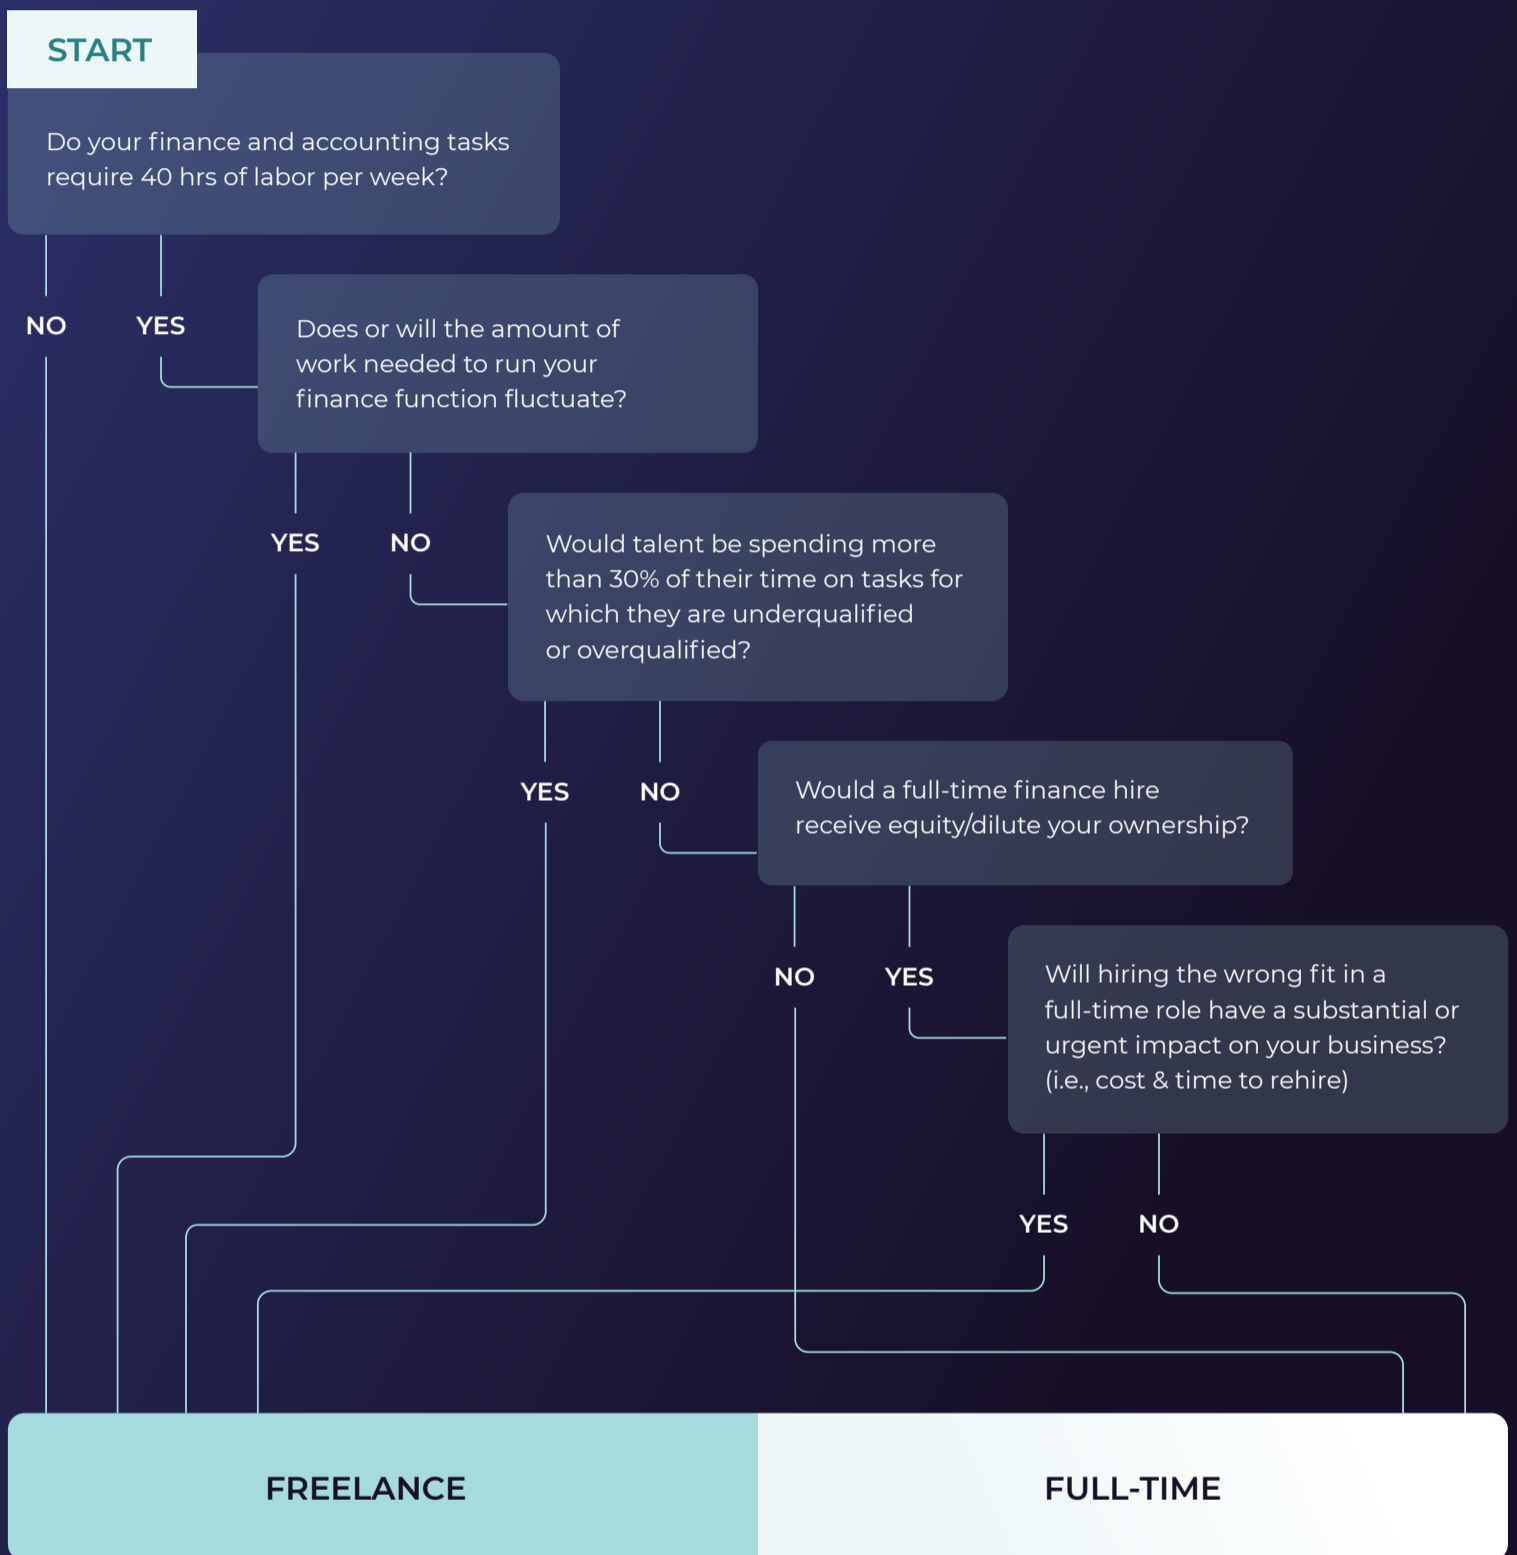 START
Do your finance and accounting tasks
require 40 hrs of labor per week?
NO
YES
Does or will the amount of
work needed to run your
finance function fluctuate?
YES
NO
Would talent be spending more
than 30% of their time on tasks for
which they are underqualified
or overqualified?
YES
NO
Would a full-time finance hire
receive equity/dilute your ownership?
NO
YES
Will hiring the wrong fit in a
full-time role have a substantial or
urgent impact on your business?
(i.e., cost & time to rehire)
YES
NO
FREELANCE
FULL-TIME